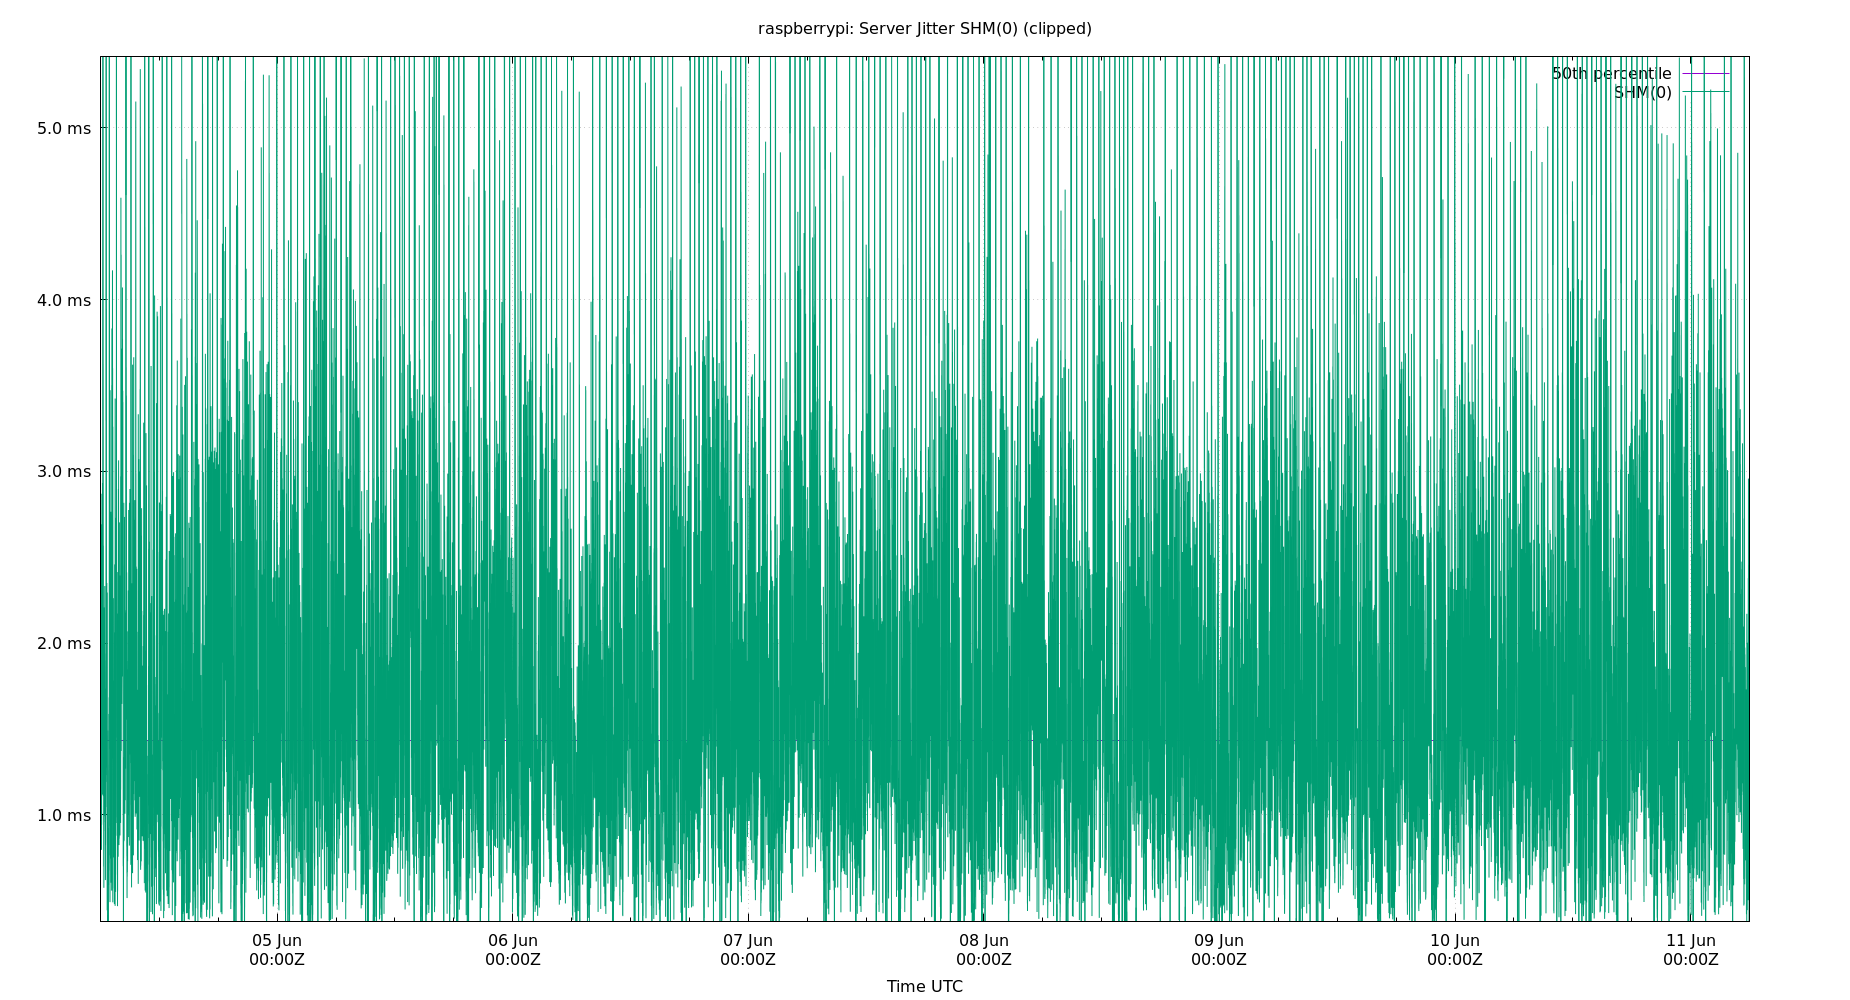 raspberrypi: Server Jitter SHM(0) (clipped)
50th percentile
SHM(0)
5.0 ms
4.0 ms
3.0 ms
2.0 ms
1.0 ms
05 Jun 06 Jun 07 Jun 08 Jun 09 Jun 10 Jun 11 Jun
00:00Z 00:00Z 00:00Z 00:00Z 00:00Z 00:00Z 00:00Z
Time UTC